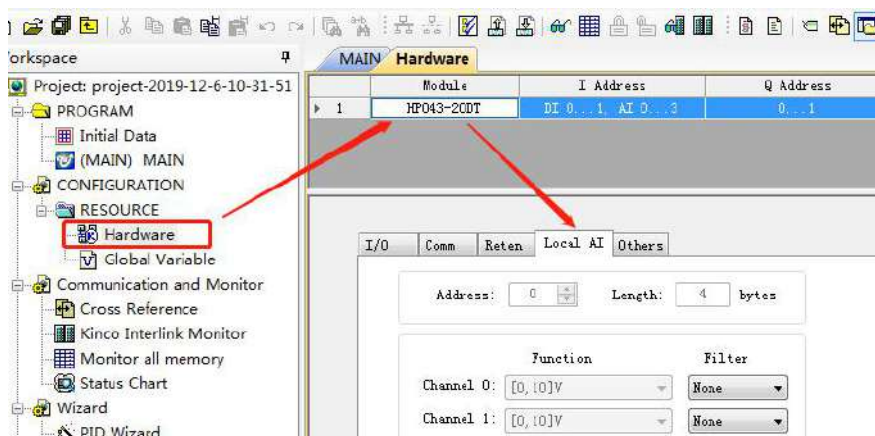 orkspace
MAIN
Hardware
Project: project-2019-12-6-10-31-51
PROGRAM
Initial Data
(MAIN) MAIN
CONFIGURATION
RESOURCE
Hardware
Global Variable
Communication and Monitor
Cross Reference
Kinco Interlink Monitor
Monitor all memory
Status Chart
Wizard
PID Wizard
Module I Address Q Address
1 HP043-20DT DI 0...1, AI 0...3 0...1
I/O Comm Reten Local AI Others
Address: 0 Length: 4 bytes
Function Filter
Channel 0: [0,10]V None
Channel 1: [0,10]V None